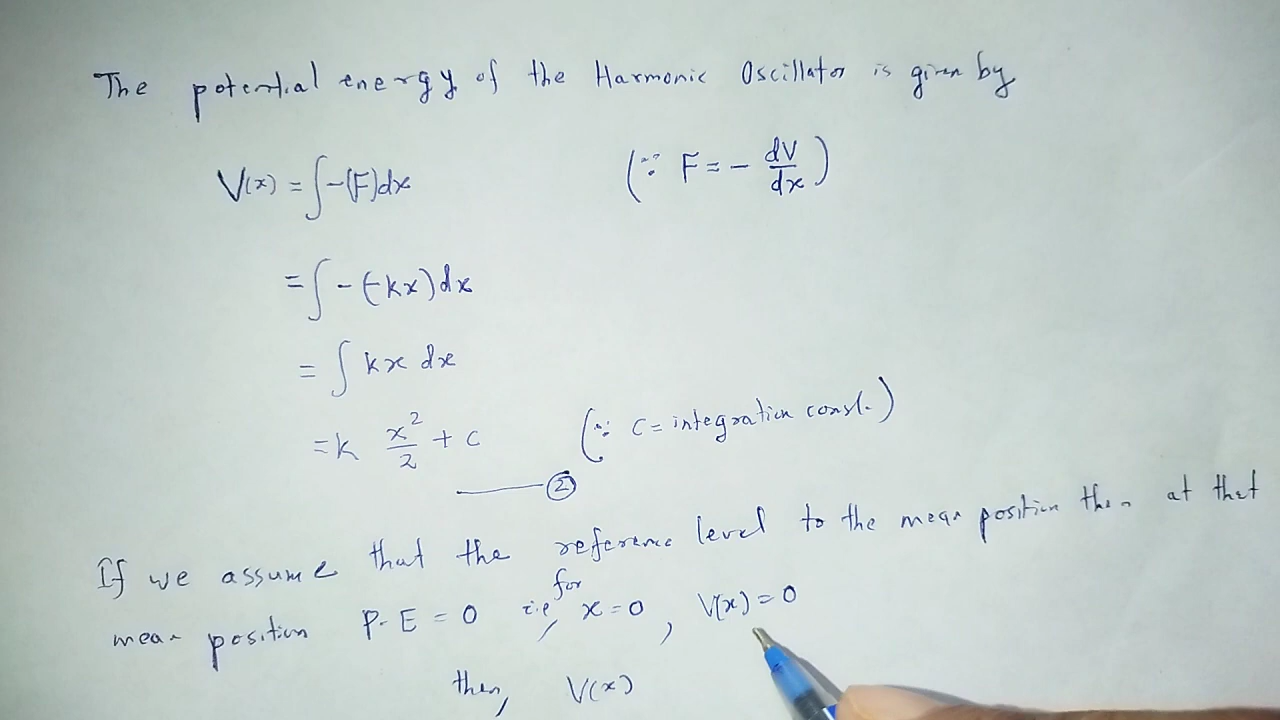 The potential energy of the Harmonic Oscillator is given by
V(x) = ∫-(F)dx (∵ F = - dV/dx)
= ∫ - (-kx)dx
= ∫ kx dx
= k x²/2 + c (∵ c = integration const.)
②
If we assume that the reference level to the mean position then at that
mean position P.E = 0 i.e, for x = 0, V(x) = 0
then, V(x)